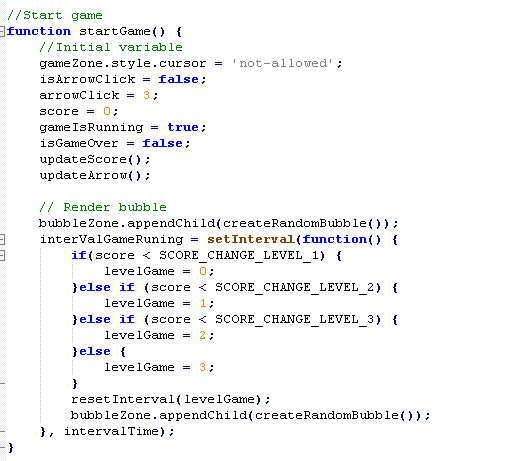 //Start game
function startGame() {
    //Initial variable
    gameZone.style.cursor = 'not-allowed';
    isArrowClick = false;
    arrowClick = 3;
    score = 0;
    gameIsRunning = true;
    isGameOver = false;
    updateScore();
    updateArrow();

    // Render bubble
    bubbleZone.appendChild(createRandomBubble());
    interValGameRuning = setInterval(function() {
        if(score < SCORE_CHANGE_LEVEL_1) {
            levelGame = 0;
        }else if (score < SCORE_CHANGE_LEVEL_2) {
            levelGame = 1;
        }else if (score < SCORE_CHANGE_LEVEL_3) {
            levelGame = 2;
        }else {
            levelGame = 3;
        }
        resetInterval(levelGame);
        bubbleZone.appendChild(createRandomBubble());
    }, intervalTime);
}